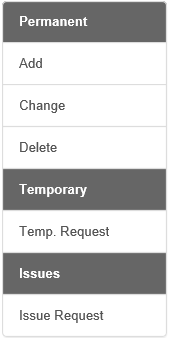 Permanent
Add
Change
Delete
Temporary
Temp. Request
Issues
Issue Request